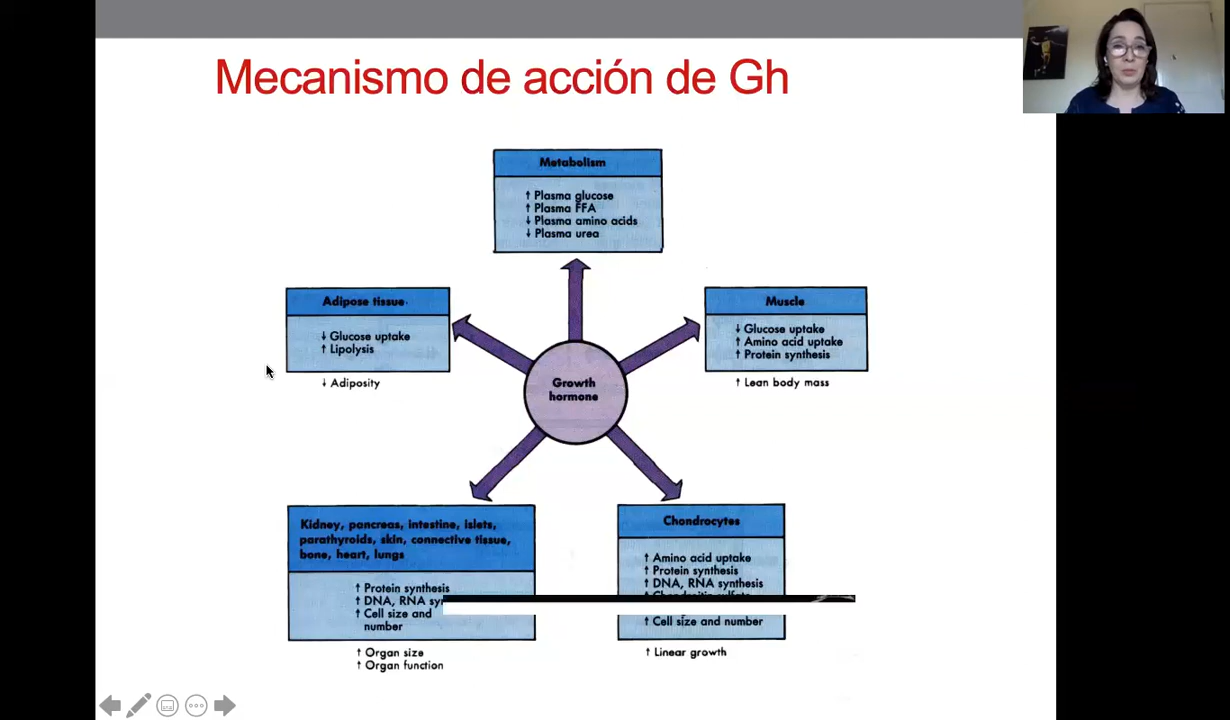 Mecanismo de acción de Gh
Metabolism
↑ Plasma glucose
↑ Plasma FFA
↓ Plasma amino acids
↓ Plasma urea
Adipose tissue
↓ Glucose uptake
↑ Lipolysis
↓ Adiposity
Muscle
↓ Glucose uptake
↑ Amino acid uptake
↑ Protein synthesis
↑ Lean body mass
Growth
hormone
Kidney, pancreas, intestine, islets,
parathyroids, skin, connective tissue,
bone, heart, lungs
↑ Protein synthesis
↑ DNA, RNA
↑ Cell size and
number
↑ Organ size
↑ Organ function
Chondrocytes
↑ Amino acid uptake
↑ Protein synthesis
↑ DNA, RNA synthesis
↑ Cell size and number
↑ Linear growth